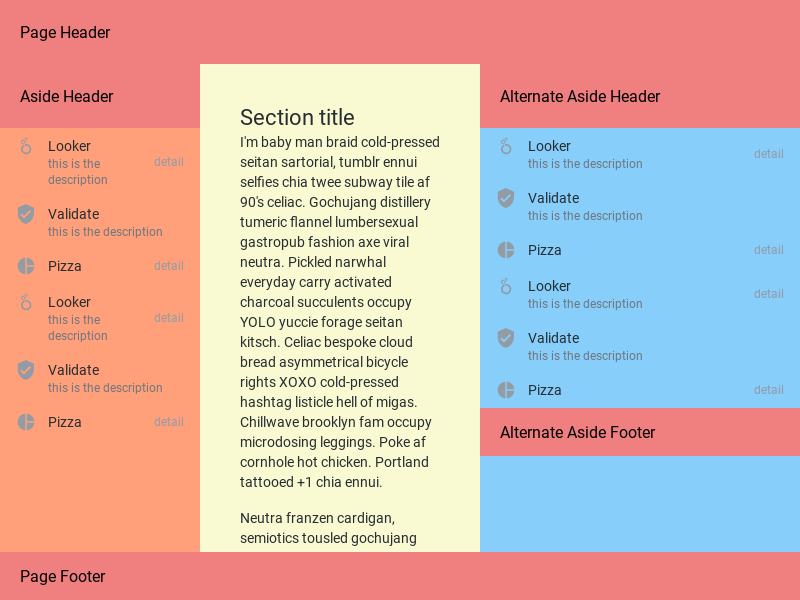 Page Header
Aside Header
Looker
this is the
description
detail
Validate
this is the description
Pizza
detail
Looker
this is the
description
detail
Validate
this is the description
Pizza
detail
Section title
I'm baby man braid cold-pressed
seitan sartorial, tumblr ennui
selfies chia twee subway tile af
90's celiac. Gochujang distillery
tumeric flannel lumbersexual
gastropub fashion axe viral
neutra. Pickled narwhal
everyday carry activated
charcoal succulents occupy
YOLO yuccie forage seitan
kitsch. Celiac bespoke cloud
bread asymmetrical bicycle
rights XOXO cold-pressed
hashtag listicle hell of migas.
Chillwave brooklyn fam occupy
microdosing leggings. Poke af
cornhole hot chicken. Portland
tattooed +1 chia ennui.
Neutra franzen cardigan,
semiotics tousled gochujang
Alternate Aside Header
Looker
this is the description
detail
Validate
this is the description
Pizza
detail
Looker
this is the description
detail
Validate
this is the description
Pizza
detail
Alternate Aside Footer
Page Footer